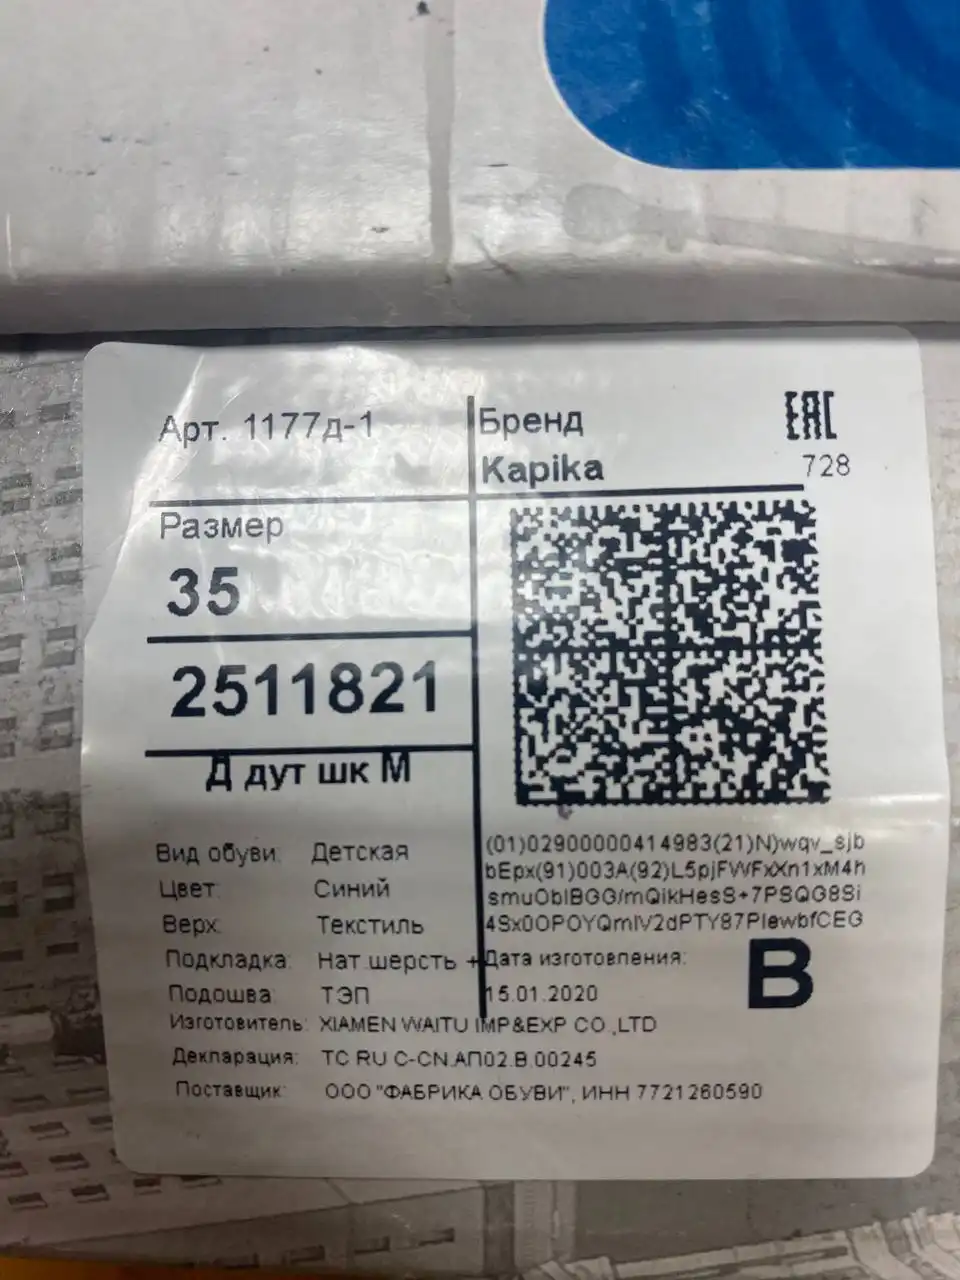 Арт. 1177д-1
Бренд
Kapika
EAC
728
Размер
35
2511821
Д дут шк М
(01)02900000414983(21)N)wqv_sjb
bEpx(91)003A(92)L5pjFWFxXn1xM4h
smuOblBGG/mQikHesS+7PSQG8Si
4Sx0OPOYQmIV2dPTY87PlewbfCEG
Вид обуви: Детская
Цвет: Синий
Верх: Текстиль
Подкладка: Нат.шерсть +
Подошва: ТЭП
Дата изготовления:
15.01.2020
В
Изготовитель: XIAMEN WAITU IMP&EXP CO.,LTD
Декларация: ТС RU C-CN.АП02.В.00245
Поставщик: ООО "ФАБРИКА ОБУВИ", ИНН 7721260590